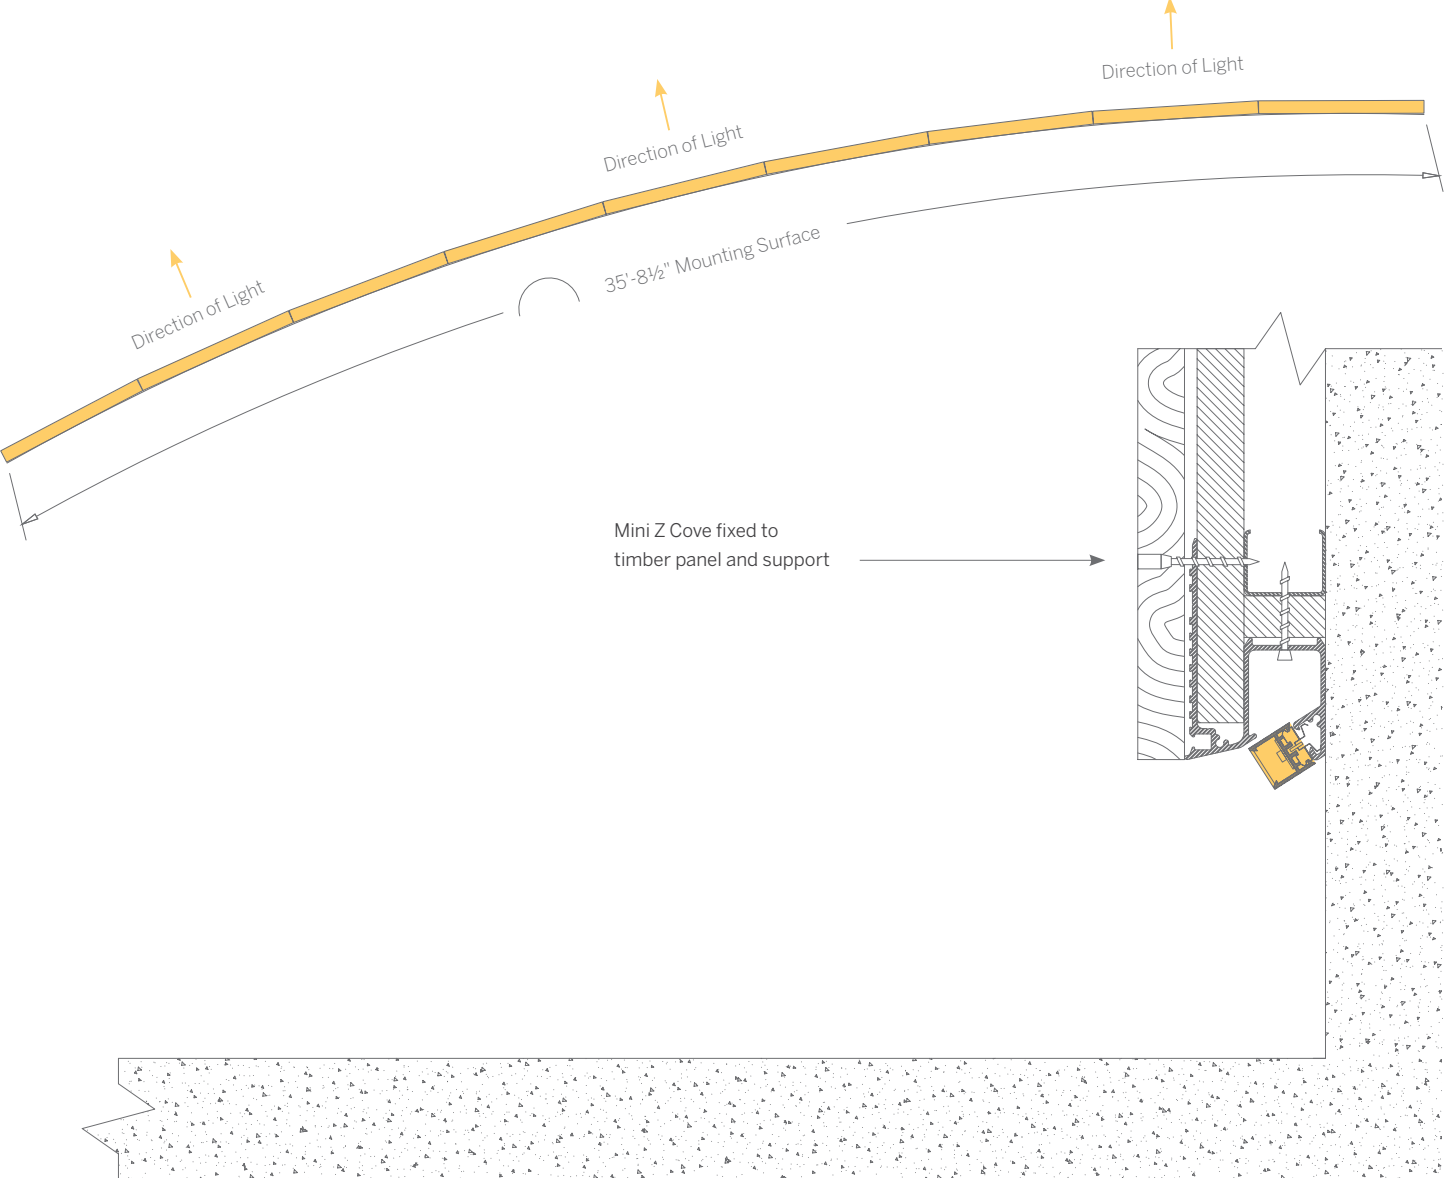 Direction of Light
Direction of Light
Direction of Light
35'-8½" Mounting Surface
Mini Z Cove fixed to
timber panel and support